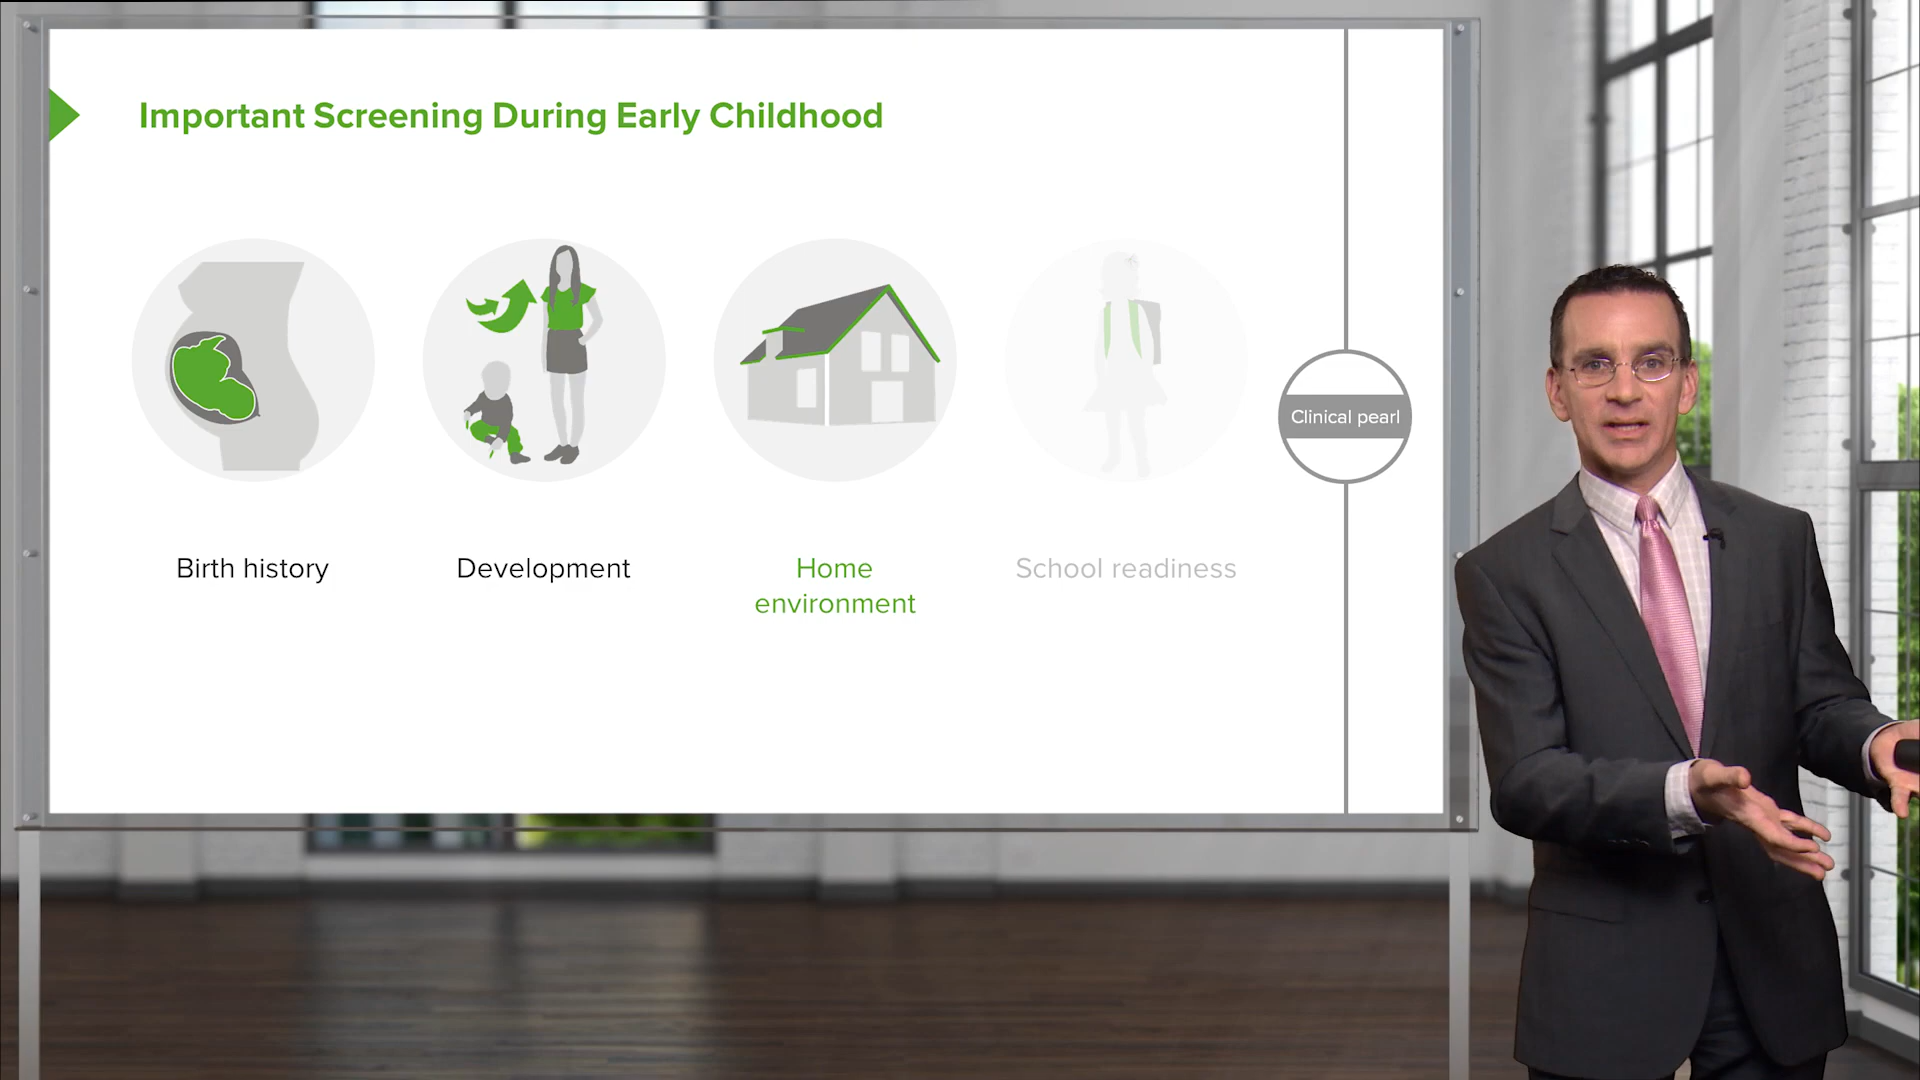 Important Screening During Early Childhood
Birth history
Development
Home
environment
School readiness
Clinical pearl